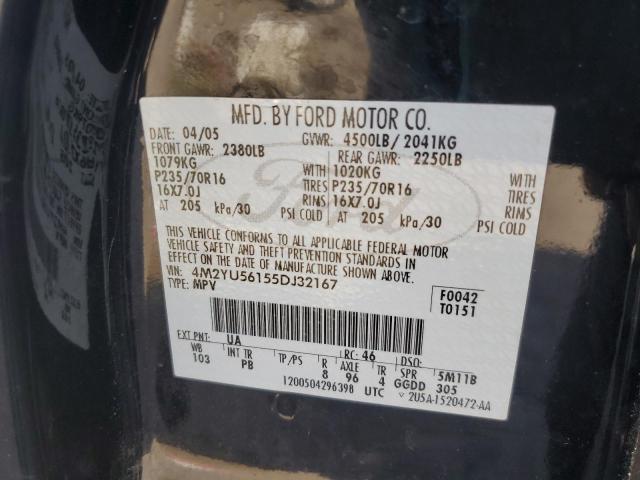 MFD. BY FORD MOTOR CO.
DATE: 04/05 GVWR: 4500LB/ 2041KG
FRONT GAWR: 2380LB REAR GAWR: 2250LB
1079KG WITH 1020KG WITH
P235/70R16 TIRES P235/70R16 TIRES
16X7.0J RIMS 16X7.0J RIMS
AT 205 kPa/30 PSI COLD AT 205 kPa/30 PSI COLD
Ford
THIS VEHICLE CONFORMS TO ALL APPLICABLE FEDERAL MOTOR
VEHICLE SAFETY AND THEFT PREVENTION STANDARDS IN
EFFECT ON THE DATE OF MANUFACTURE SHOWN ABOVE.
VIN: 4M2YU56155DJ32167
TYPE: MPV
F0042
T0151
EXT PNT: UA RC: 46 DSO:
WB INT TR TP/PS R AXLE TR SPR 5M11B
103 PB 8 96 4 GGDD 305
1200504296398 UTC 2U5A-1520472-AA